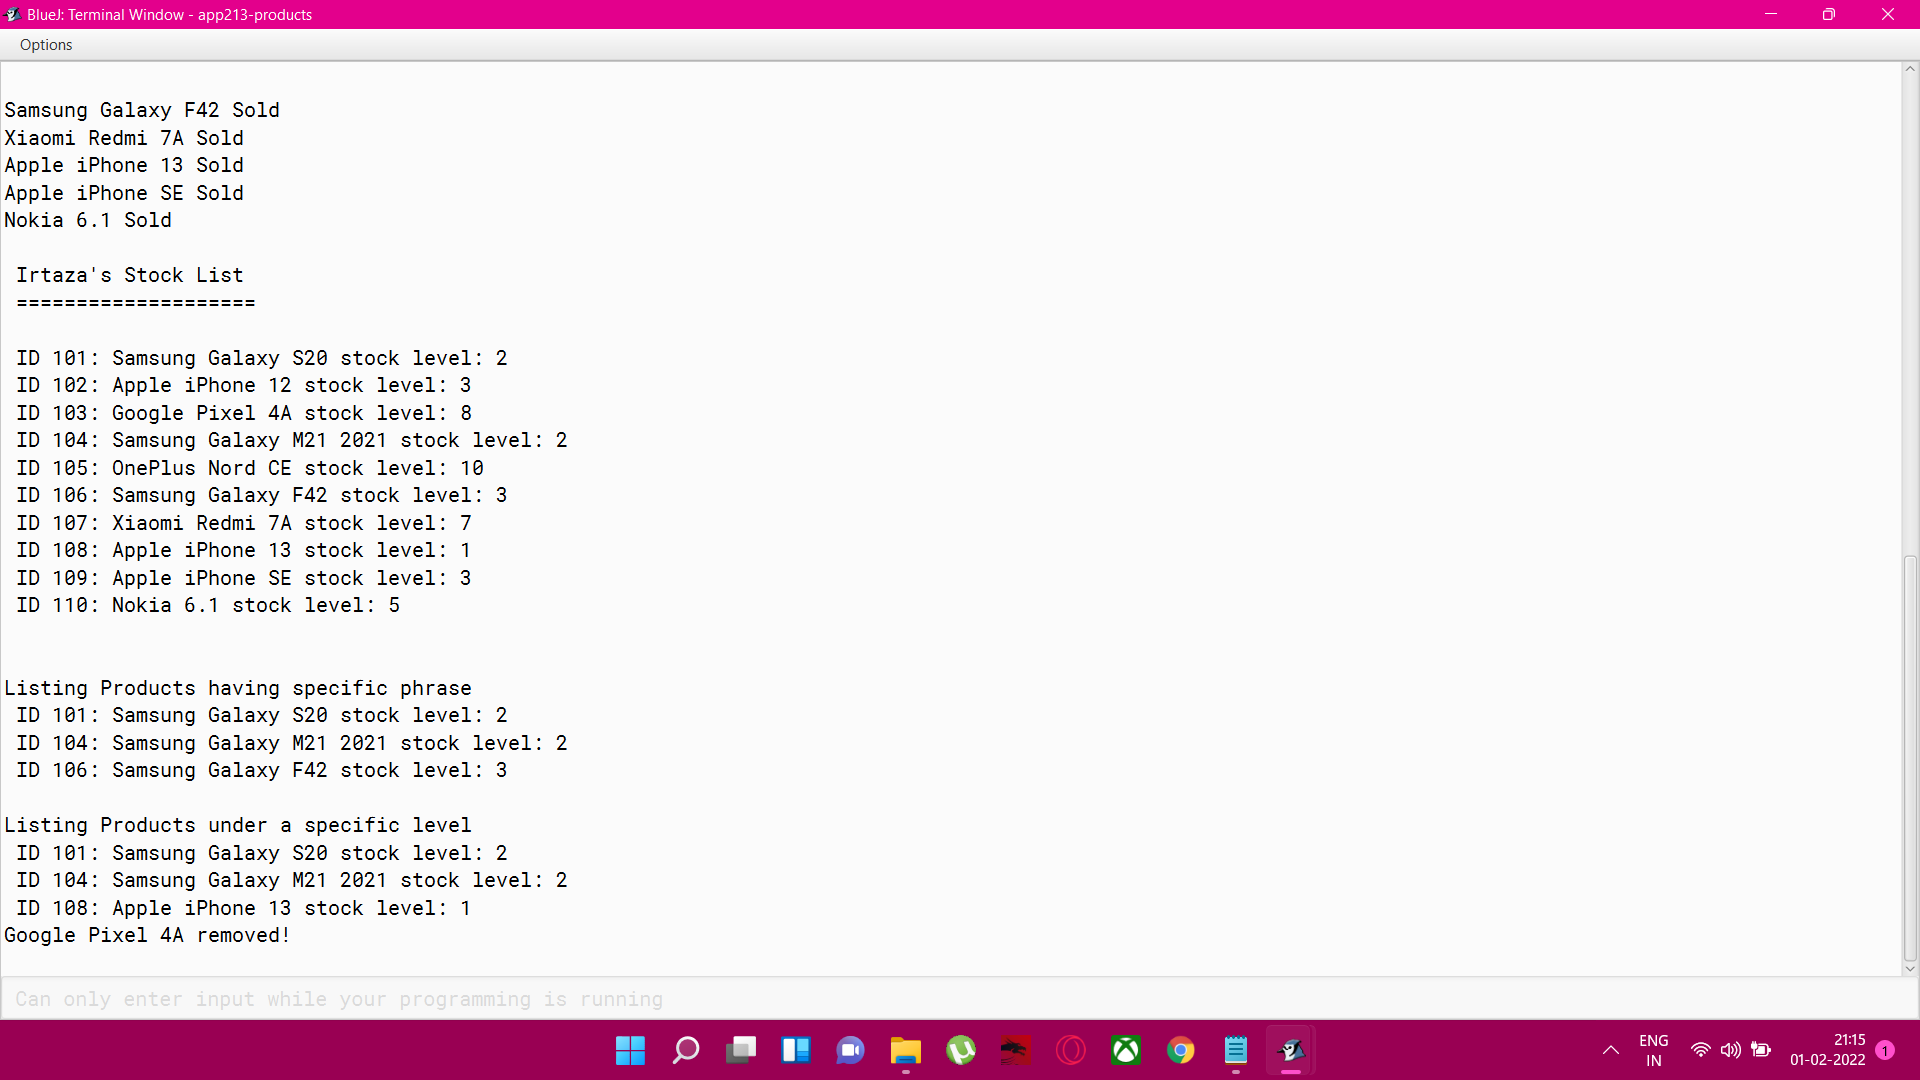 BlueJ: Terminal Window - app213-products
Options
Samsung Galaxy F42 Sold
Xiaomi Redmi 7A Sold
Apple iPhone 13 Sold
Apple iPhone SE Sold
Nokia 6.1 Sold
Irtaza's Stock List
====================
ID 101: Samsung Galaxy S20 stock level: 2
ID 102: Apple iPhone 12 stock level: 3
ID 103: Google Pixel 4A stock level: 8
ID 104: Samsung Galaxy M21 2021 stock level: 2
ID 105: OnePlus Nord CE stock level: 10
ID 106: Samsung Galaxy F42 stock level: 3
ID 107: Xiaomi Redmi 7A stock level: 7
ID 108: Apple iPhone 13 stock level: 1
ID 109: Apple iPhone SE stock level: 3
ID 110: Nokia 6.1 stock level: 5
Listing Products having specific phrase
ID 101: Samsung Galaxy S20 stock level: 2
ID 104: Samsung Galaxy M21 2021 stock level: 2
ID 106: Samsung Galaxy F42 stock level: 3
Listing Products under a specific level
ID 101: Samsung Galaxy S20 stock level: 2
ID 104: Samsung Galaxy M21 2021 stock level: 2
ID 108: Apple iPhone 13 stock level: 1
Google Pixel 4A removed!
Can only enter input while your programming is running
ENG
IN
21:15
01-02-2022
1